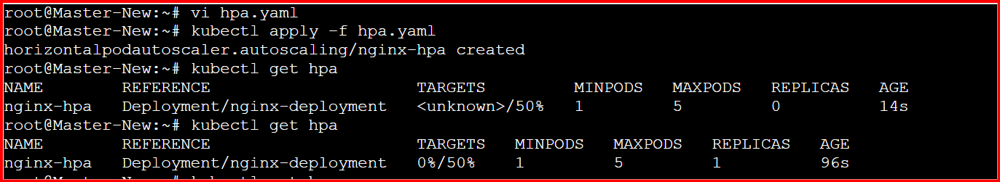 root@Master-New:~# vi hpa.yaml
root@Master-New:~# kubectl apply -f hpa.yaml
horizontalpodautoscaler.autoscaling/nginx-hpa created
root@Master-New:~# kubectl get hpa
NAME REFERENCE TARGETS MINPODS MAXPODS REPLICAS AGE
nginx-hpa Deployment/nginx-deployment <unknown>/50% 1 5 0 14s
root@Master-New:~# kubectl get hpa
NAME REFERENCE TARGETS MINPODS MAXPODS REPLICAS AGE
nginx-hpa Deployment/nginx-deployment 0%/50% 1 5 1 96s